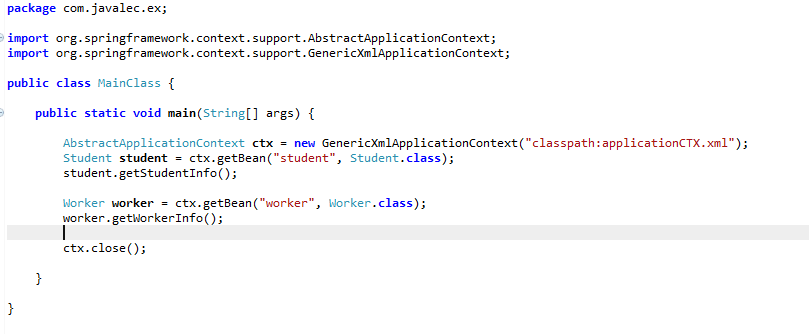 package com.javalec.ex;
import org.springframework.context.support.AbstractApplicationContext;
import org.springframework.context.support.GenericXmlApplicationContext;
public class MainClass {
public static void main(String[] args) {
AbstractApplicationContext ctx = new GenericXmlApplicationContext("classpath:applicationCTX.xml");
Student student = ctx.getBean("student", Student.class);
student.getStudentInfo();
Worker worker = ctx.getBean("worker", Worker.class);
worker.getWorkerInfo();
ctx.close();
}
}